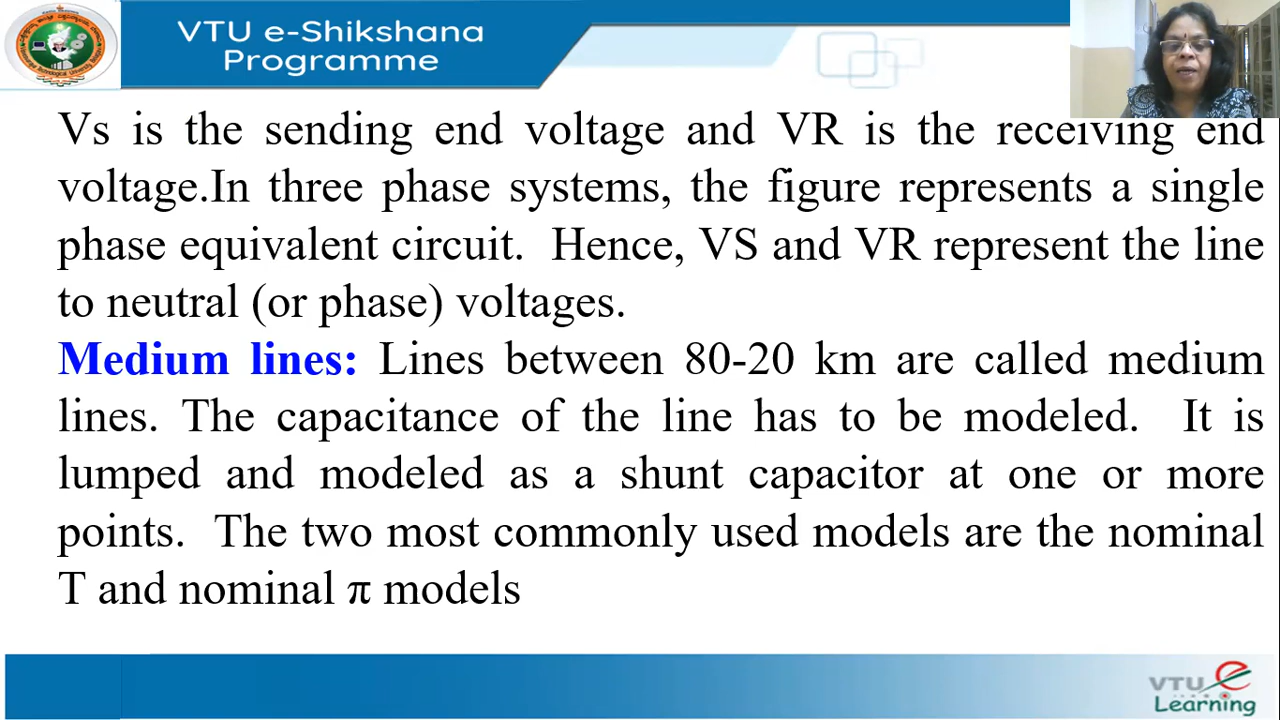 VTU e-Shikshana
Programme
Vs is the sending end voltage and VR is the receiving end
voltage.In three phase systems, the figure represents a single
phase equivalent circuit. Hence, VS and VR represent the line
to neutral (or phase) voltages.
Medium lines: Lines between 80-20 km are called medium
lines. The capacitance of the line has to be modeled. It is
lumped and modeled as a shunt capacitor at one or more
points. The two most commonly used models are the nominal
T and nominal π models
VTU e
Learning